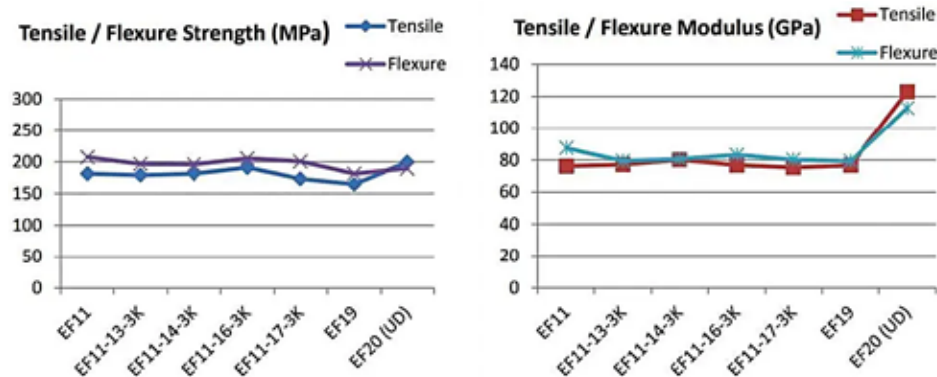 Tensile / Flexure Strength (MPa)
Tensile
Flexure
300
250
200
150
100
50
0
EF11
EF11-13-3K
EF11-14-3K
EF11-16-3K
EF11-17-3K
EF19
EF20 (UD)
Tensile / Flexure Modulus (GPa)
Tensile
Flexure
140
120
100
80
60
40
20
0
EF11
EF11-13-3K
EF11-14-3K
EF11-16-3K
EF11-17-3K
EF19
EF20 (UD)